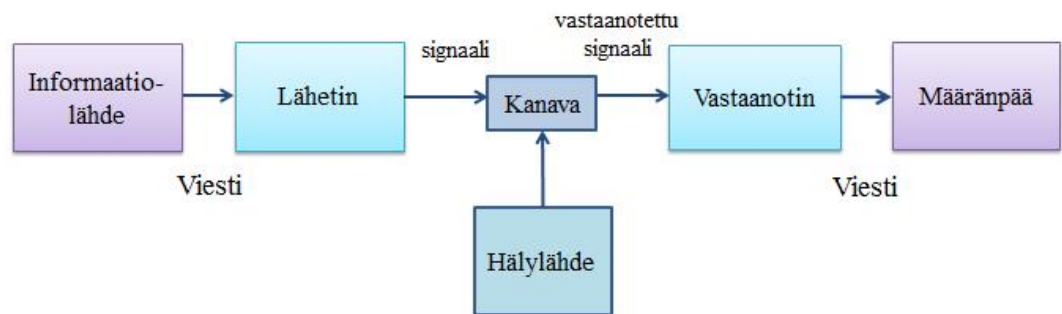 Informaatio-
lähde
Viesti
Lähetin
signaali
Kanava
vastaanotettu
signaali
Vastaanotin
Viesti
Määränpää
Hälylähde